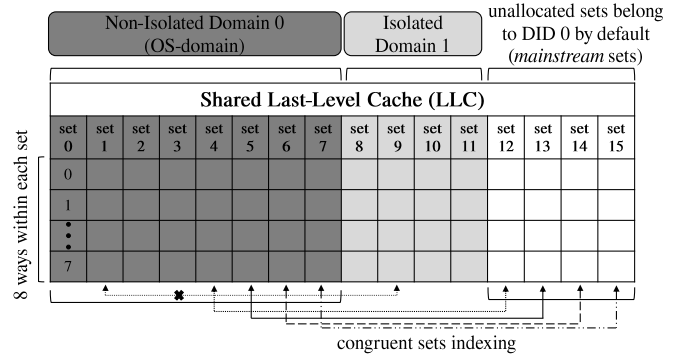 Non-Isolated Domain 0
(OS-domain)
Isolated
Domain 1
unallocated sets belong
to DID 0 by default
(mainstream sets)
Shared Last-Level Cache (LLC)
set 0 set 1 set 2 set 3 set 4 set 5 set 6 set 7 set 8 set 9 set 10 set 11 set 12 set 13 set 14 set 15
8 ways within each set
0
1
7
congruent sets indexing